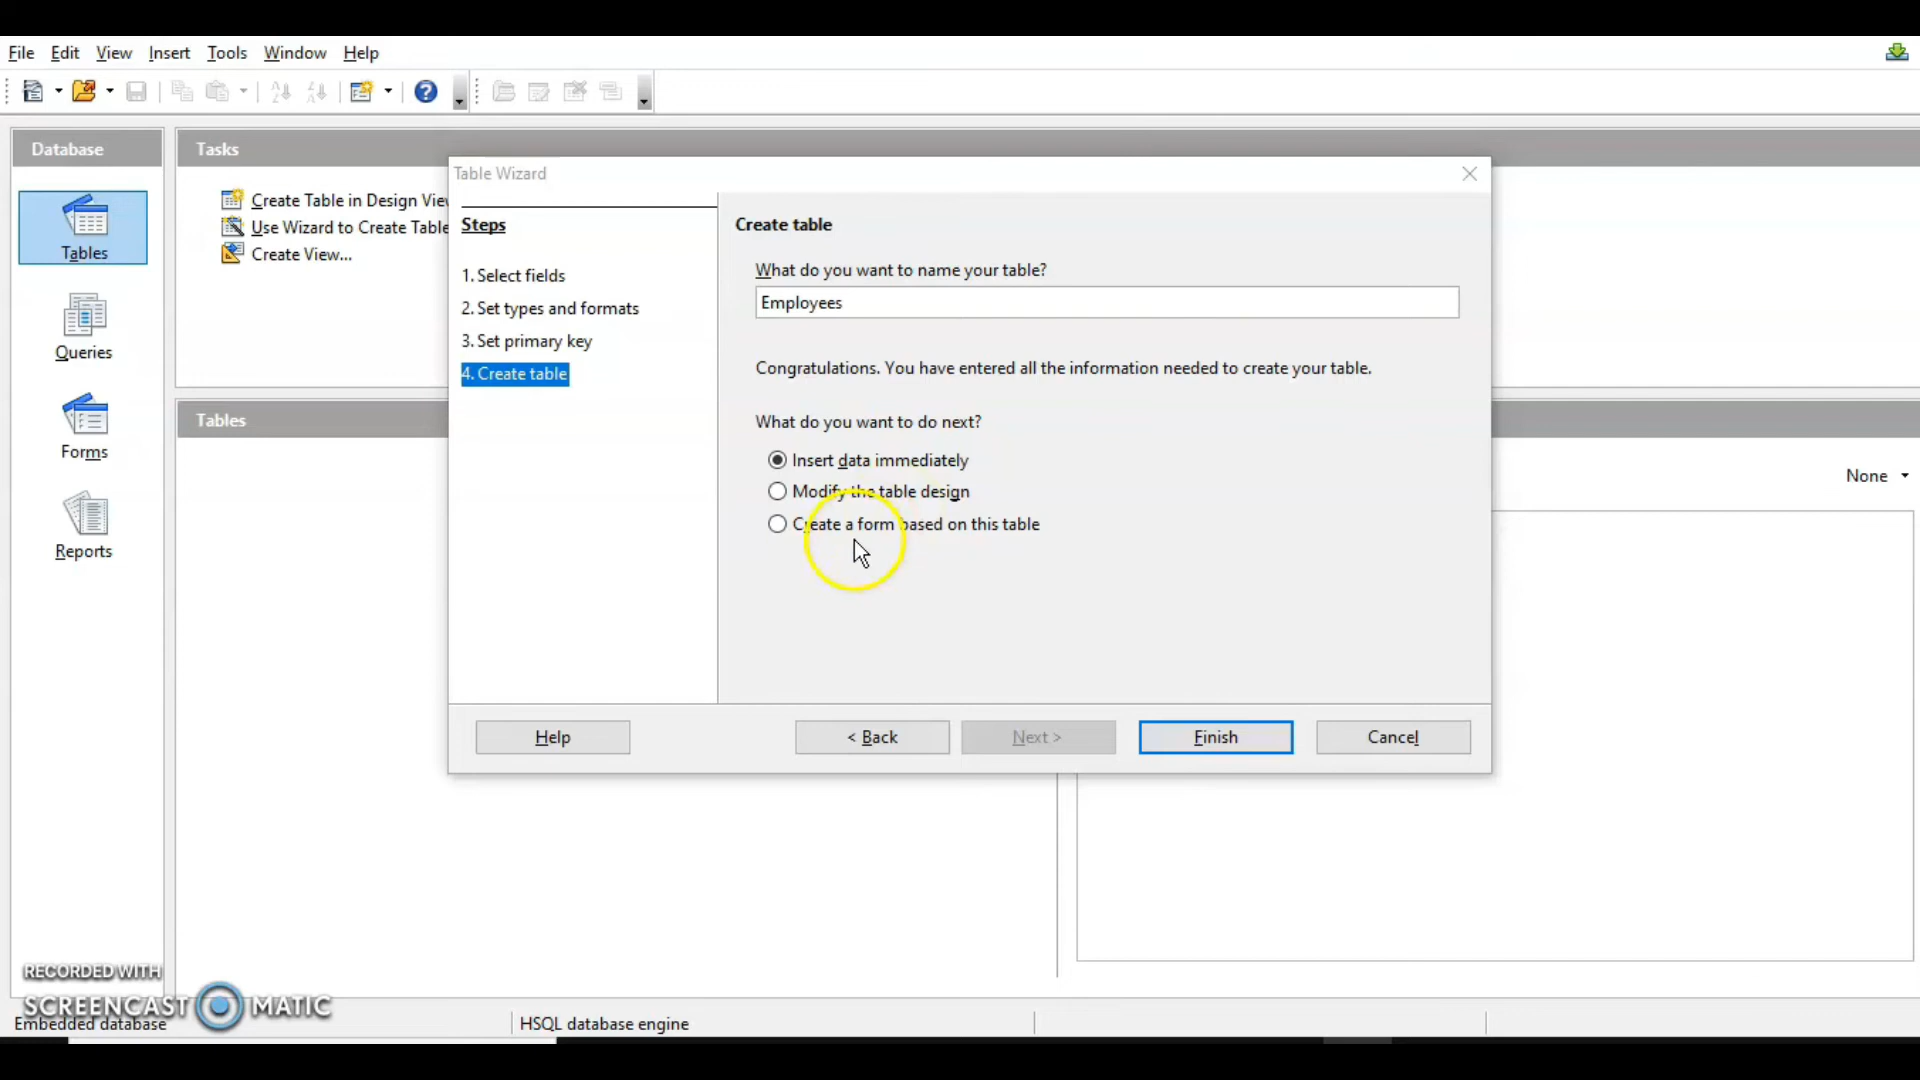 File Edit View Insert Tools Window Help
Database
Tasks
Tables
Queries
Forms
Reports
Create Table in Design Vie
Use Wizard to Create Table
Create View...
Tables
None
Table Wizard
Steps
1. Select fields
2. Set types and formats
3. Set primary key
4. Create table
Create table
What do you want to name your table?
Employees
Congratulations. You have entered all the information needed to create your table.
What do you want to do next?
Insert data immediately
Modify the table design
Create a form based on this table
Help
< Back
Next >
Finish
Cancel
RECORDED WITH
SCREENCAST MATIC
Embedded database
HSQL database engine